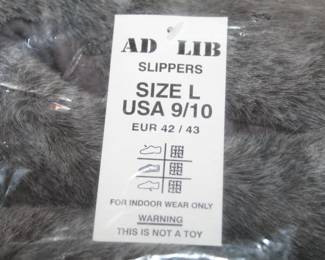 AD LIB
SLIPPERS
SIZE L
USA 9/10
EUR 42 / 43
FOR INDOOR WEAR ONLY
WARNING
THIS IS NOT A TOY